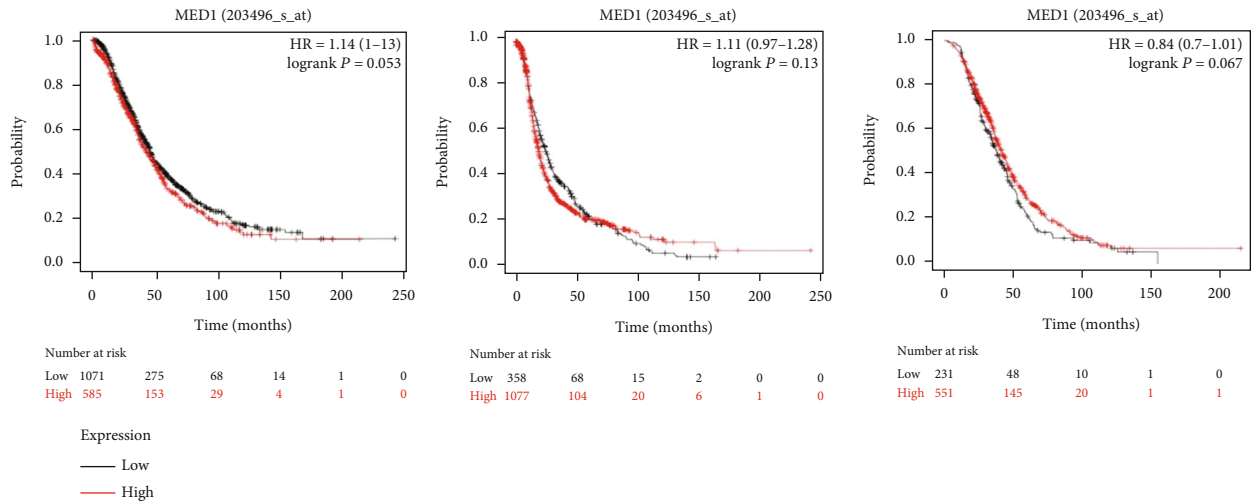 MED1 (203496_s_at)
HR = 1.14 (1–13)
logrank P = 0.053
1.0
0.8
0.6
0.4
0.2
0.0
Probability
0 50 100 150 200 250
Time (months)
Number at risk
Low 1071 275 68 14 1 0
High 585 153 29 4 1 0
MED1 (203496_s_at)
HR = 1.11 (0.97–1.28)
logrank P = 0.13
1.0
0.8
0.6
0.4
0.2
0.0
Probability
0 50 100 150 200 250
Time (months)
Number at risk
Low 358 68 15 2 0 0
High 1077 104 20 6 1 0
MED1 (203496_s_at)
HR = 0.84 (0.7–1.01)
logrank P = 0.067
1.0
0.8
0.6
0.4
0.2
0.0
Probability
0 50 100 150 200
Time (months)
Number at risk
Low 231 48 10 1 0
High 551 145 20 1 1
Expression
Low
High